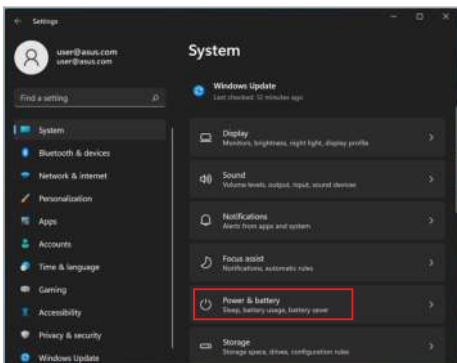 Settings
user@asus.com
user@asus.com
Find a setting
System
Bluetooth & devices
Network & internet
Personalization
Apps
Accounts
Time & language
Gaming
Accessibility
Privacy & security
Windows Update
System
Windows Update
Last checked: 12 minutes ago
Display
Monitors, brightness, night light, display profile
Sound
Volume levels, output, input, sound devices
Notifications
Alerts from apps and system
Focus assist
Notifications, automatic rules
Power & battery
Sleep, battery usage, battery saver
Storage
Storage space, drives, configuration rules